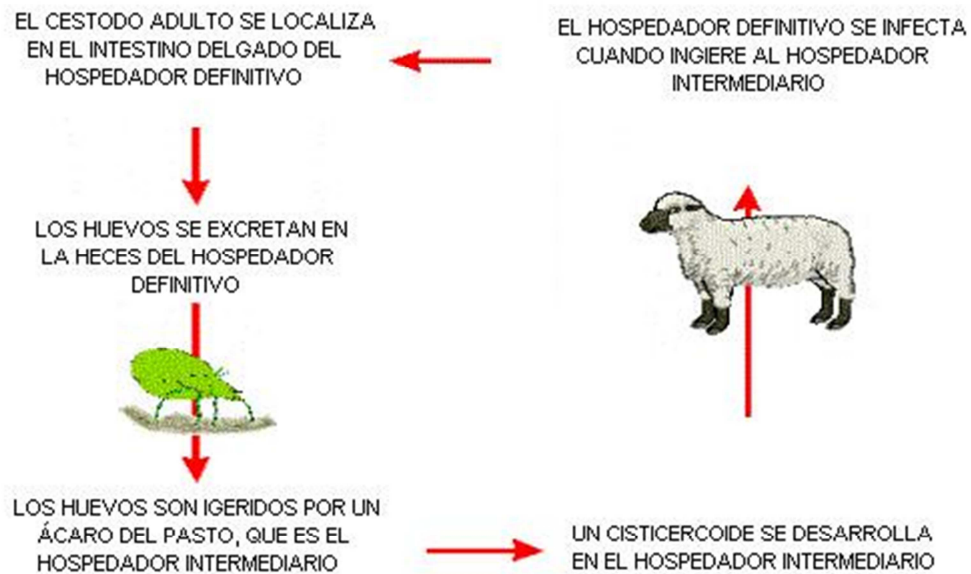 EL CESTODO ADULTO SE LOCALIZA
EN EL INTESTINO DELGADO DEL
HOSPEDADOR DEFINITIVO
EL HOSPEDADOR DEFINITIVO SE INFECTA
CUANDO INGIERE AL HOSPEDADOR
INTERMEDIARIO
LOS HUEVOS SE EXCRETAN EN
LA HECES DEL HOSPEDADOR
DEFINITIVO
LOS HUEVOS SON IGERIDOS POR UN
ÁCARO DEL PASTO, QUE ES EL
HOSPEDADOR INTERMEDIARIO
UN CISTICERCOIDE SE DESARROLLA
EN EL HOSPEDADOR INTERMEDIARIO